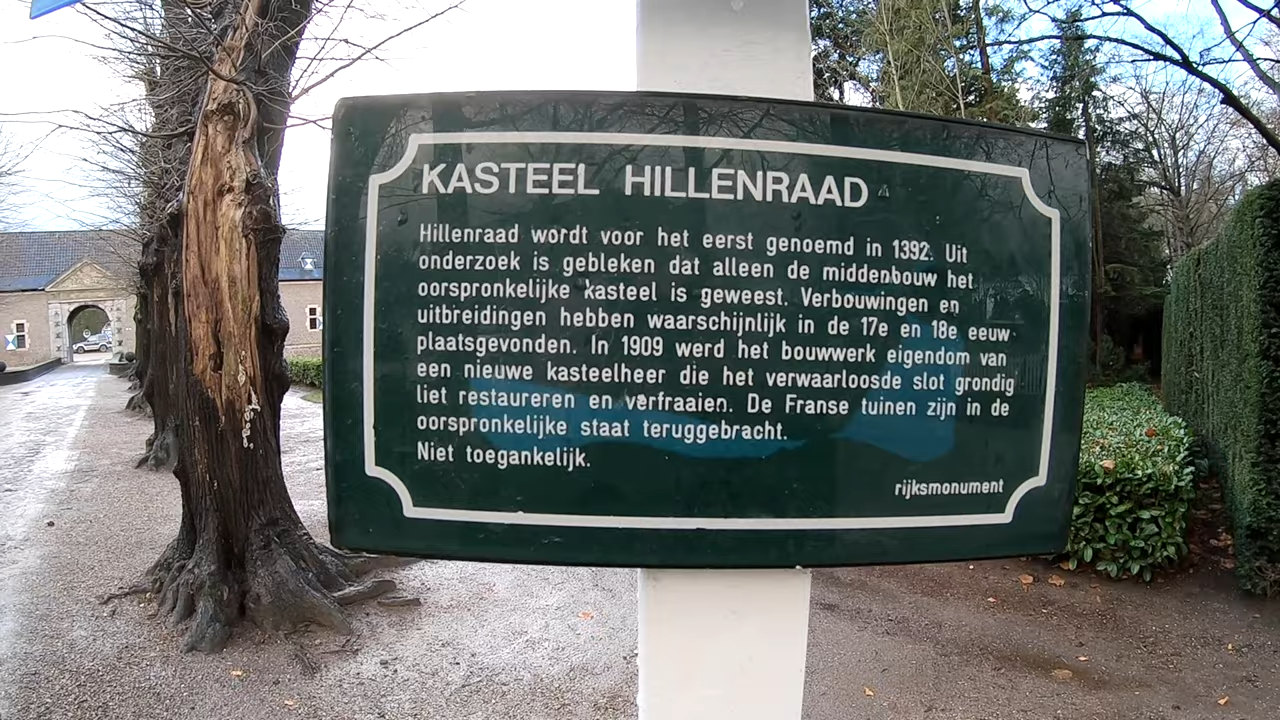 KASTEEL HILLENRAAD
Hillenraad wordt voor het eerst genoemd in 1392. Uit
onderzoek is gebleken dat alleen de middenbouw het
oorspronkelijke kasteel is geweest. Verbouwingen en
uitbreidingen hebben waarschijnlijk in de 17e en 18e eeuw
plaatsgevonden. In 1909 werd het bouwwerk eigendom van
een nieuwe kasteelheer die het verwaarloosde slot grondig
liet restaureren en verfraaien. De Franse tuinen zijn in de
oorspronkelijke staat teruggebracht.
Niet toegankelijk.
rijksmonument